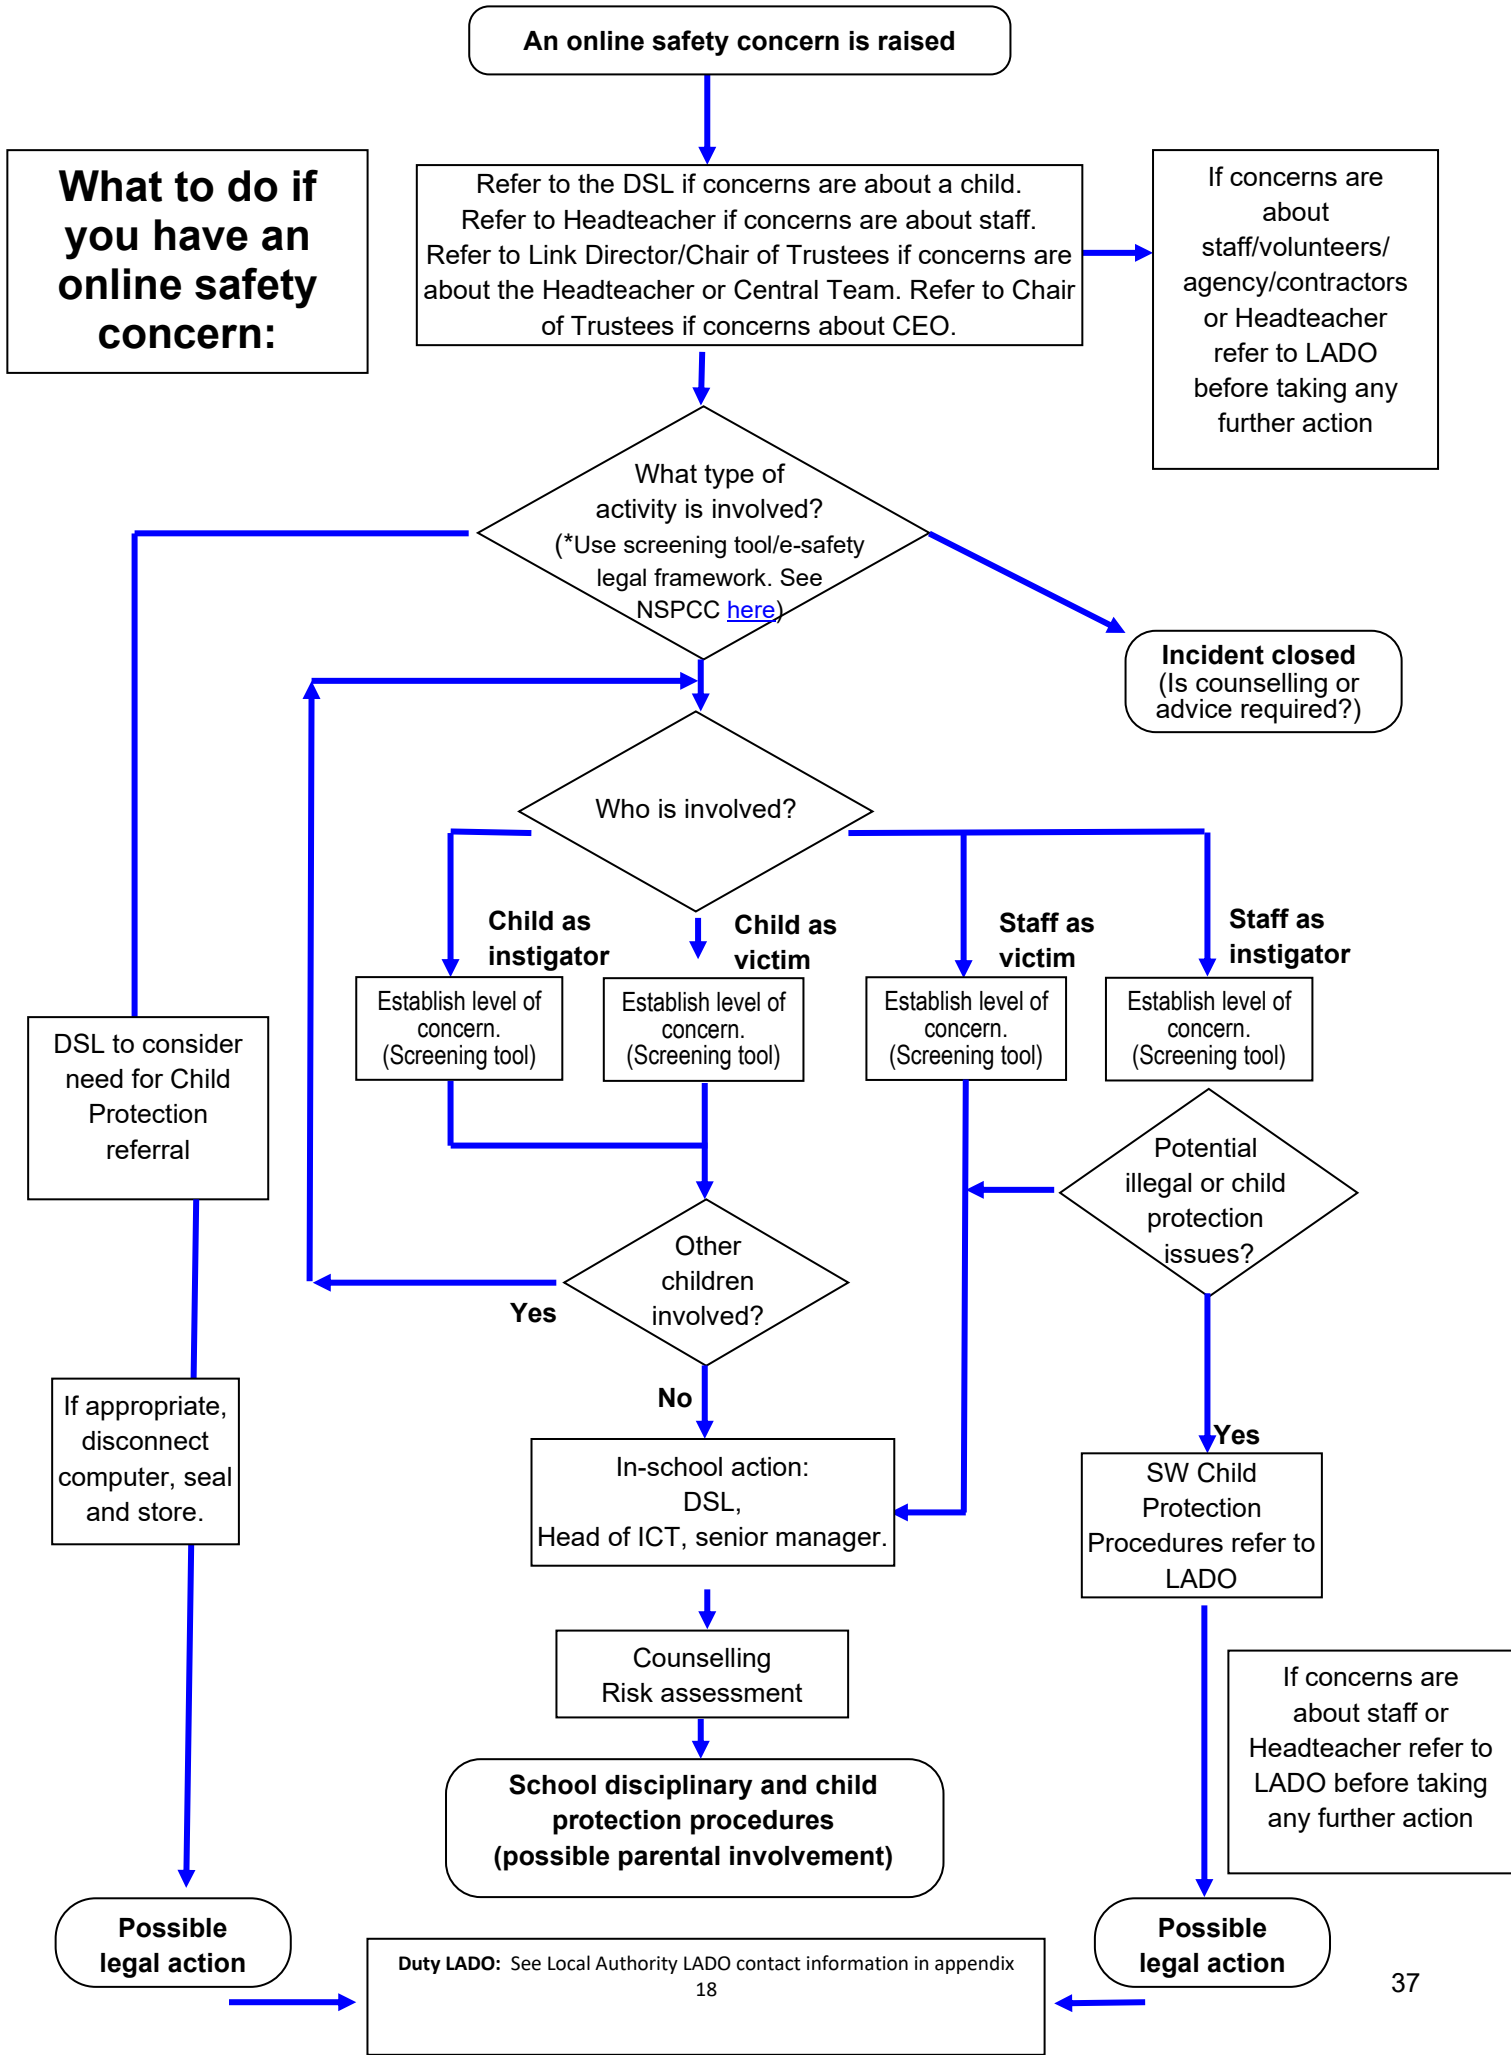 An online safety concern is raised
What to do if
you have an
online safety
concern:
Refer to the DSL if concerns are about a child.
Refer to Headteacher if concerns are about staff.
Refer to Link Director/Chair of Trustees if concerns are
about the Headteacher or Central Team. Refer to Chair
of Trustees if concerns about CEO.
If concerns are
about
staff/volunteers/
agency/contractors
or Headteacher
refer to LADO
before taking any
further action
What type of
activity is involved?
(*Use screening tool/e-safety
legal framework. See
NSPCC here)
Incident closed
(Is counselling or
advice required?)
Who is involved?
Child as
instigator
Child as
victim
Staff as
victim
Staff as
instigator
Establish level of
concern.
(Screening tool)
Establish level of
concern.
(Screening tool)
Establish level of
concern.
(Screening tool)
Establish level of
concern.
(Screening tool)
DSL to consider
need for Child
Protection
referral
Potential
illegal or child
protection
issues?
Other
children
involved?
Yes
No
If appropriate,
disconnect
computer, seal
and store.
In-school action:
DSL,
Head of ICT, senior manager.
Yes
SW Child
Protection
Procedures refer to
LADO
Counselling
Risk assessment
If concerns are
about staff or
Headteacher refer to
LADO before taking
any further action
School disciplinary and child
protection procedures
(possible parental involvement)
Possible
legal action
Possible
legal action
Duty LADO: See Local Authority LADO contact information in appendix
18
37